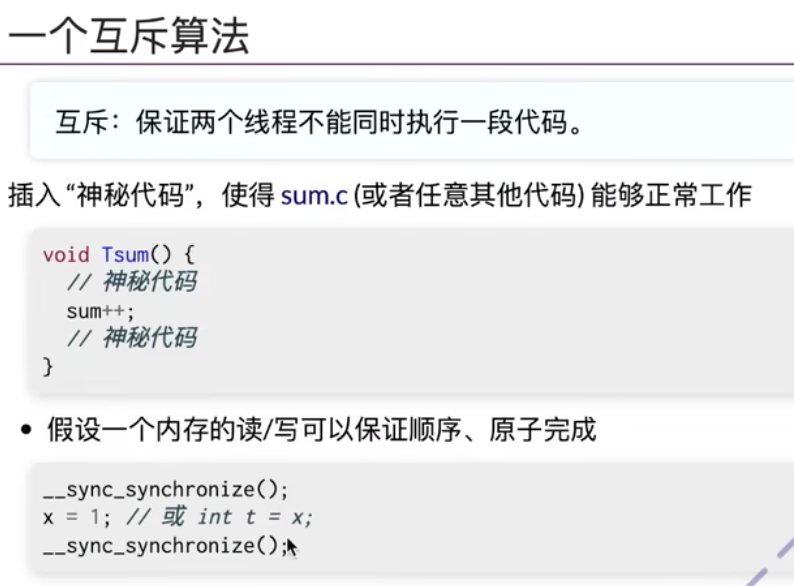 一个互斥算法
互斥：保证两个线程不能同时执行一段代码。
插入“神秘代码”，使得 sum.c (或者任意其他代码) 能够正常工作
void Tsum() {
// 神秘代码
sum++;
// 神秘代码
}
• 假设一个内存的读/写可以保证顺序、原子完成
__sync_synchronize();
x = 1; // 或 int t = x;
__sync_synchronize();